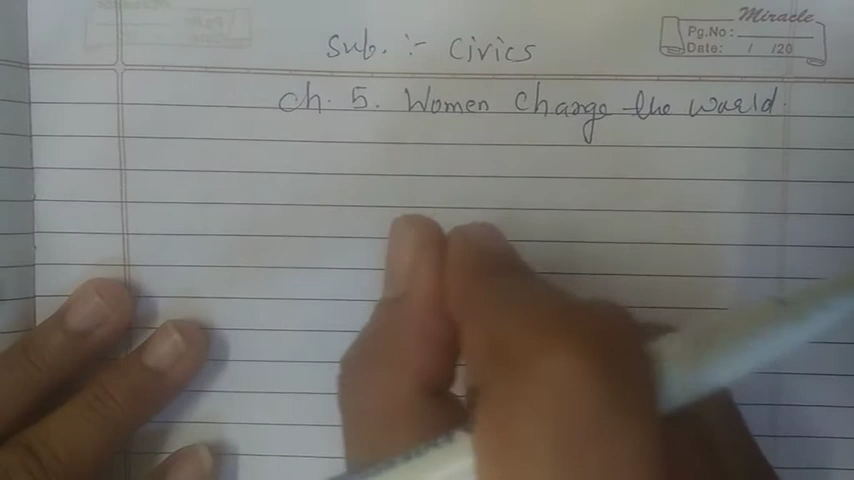 Miracle
Pg.No:
Date: / /20
Sub. :- Civics
Ch. 5. Women Change the world.